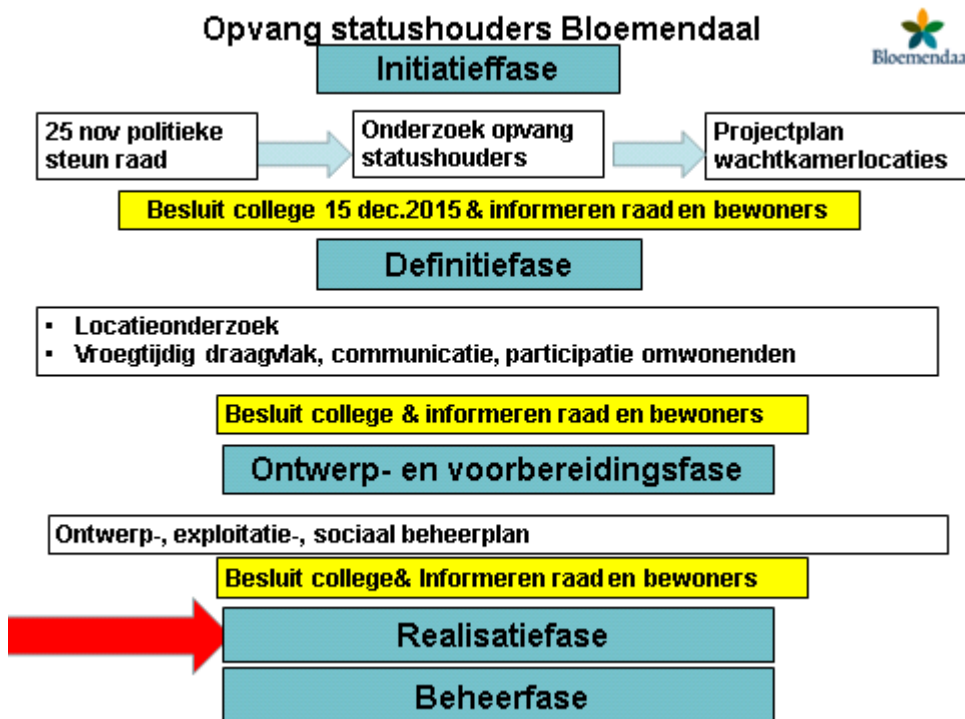 Opvang statushouders Bloemendaal
Bloemendaa
Initiatieffase
25 nov politieke
steun raad
Onderzoek opvang
statushouders
Projectplan
wachtkamerlocaties
Besluit college 15 dec.2015 & informeren raad en bewoners
Definitiefase
▪ Locatieonderzoek
▪ Vroegtijdig draagvlak, communicatie, participatie omwonenden
Besluit college & informeren raad en bewoners
Ontwerp- en voorbereidingsfase
Ontwerp-, exploitatie-, sociaal beheerplan
Besluit college& Informeren raad en bewoners
Realisatiefase
Beheerfase